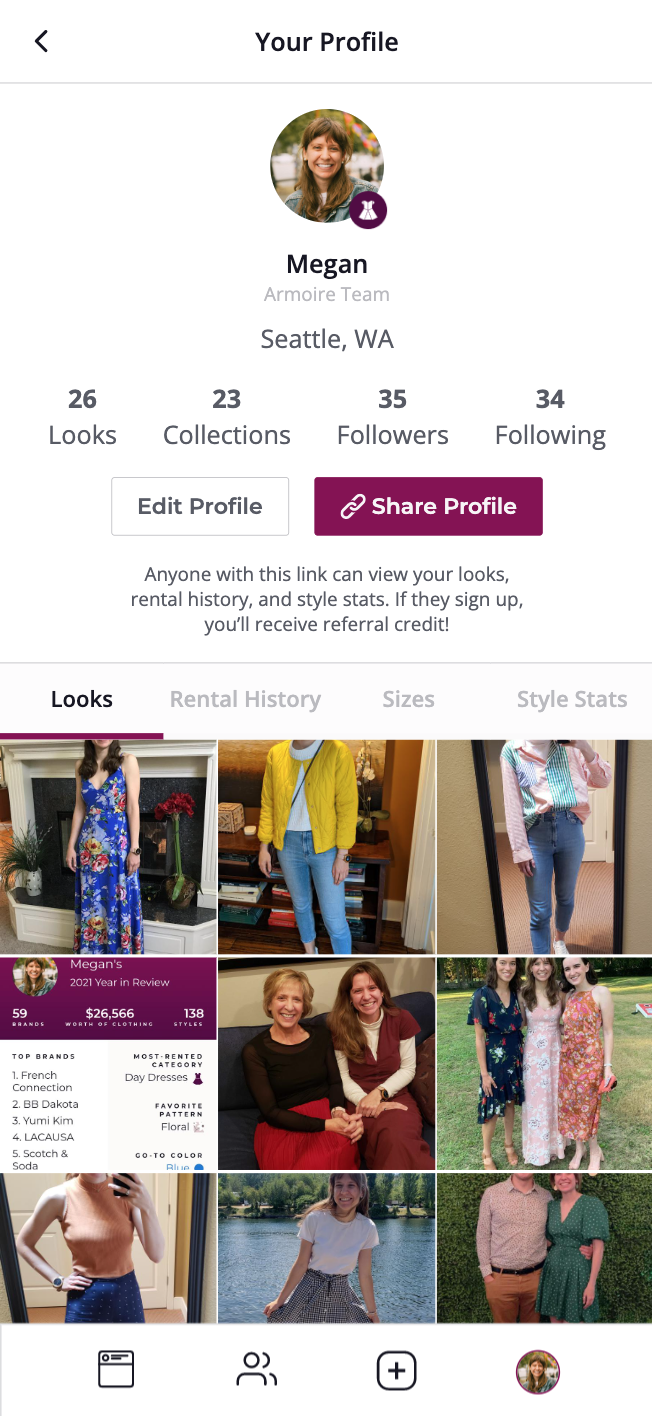 Your Profile
Megan
Armoire Team
Seattle, WA
26 23 35 34
Looks Collections Followers Following
Edit Profile Share Profile
Anyone with this link can view your looks,
rental history, and style stats. If they sign up,
you’ll receive referral credit!
Looks Rental History Sizes Style Stats
Megan's
2021 Year in Review
59 $26,566 138
BRANDS WORTH OF CLOTHING STYLES
TOP BRANDS
1. French
Connection
2. BB Dakota
3. Yumi Kim
4. LACAUSA
5. Scotch &
Soda
MOST-RENTED
CATEGORY
Day Dresses
FAVORITE
PATTERN
Floral
GO-TO COLOR
Blue